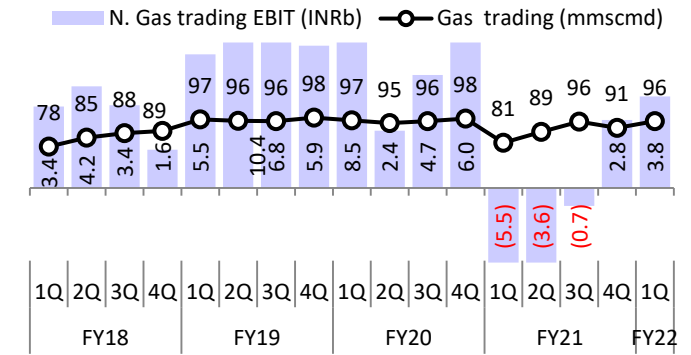 N. Gas trading EBIT (INRb) Gas trading (mmscmd)
78 85 88 89 97 96 96 98 97 95 96 98 81 89 96 91 96
3.4 4.2 3.4 1.6 5.5 10.4 6.8 5.9 8.5 2.4 4.7 6.0 (5.5) (3.6) (0.7) 2.8 3.8
1Q 2Q 3Q 4Q 1Q 2Q 3Q 4Q 1Q 2Q 3Q 4Q 1Q 2Q 3Q 4Q 1Q
FY18 FY19 FY20 FY21 FY22